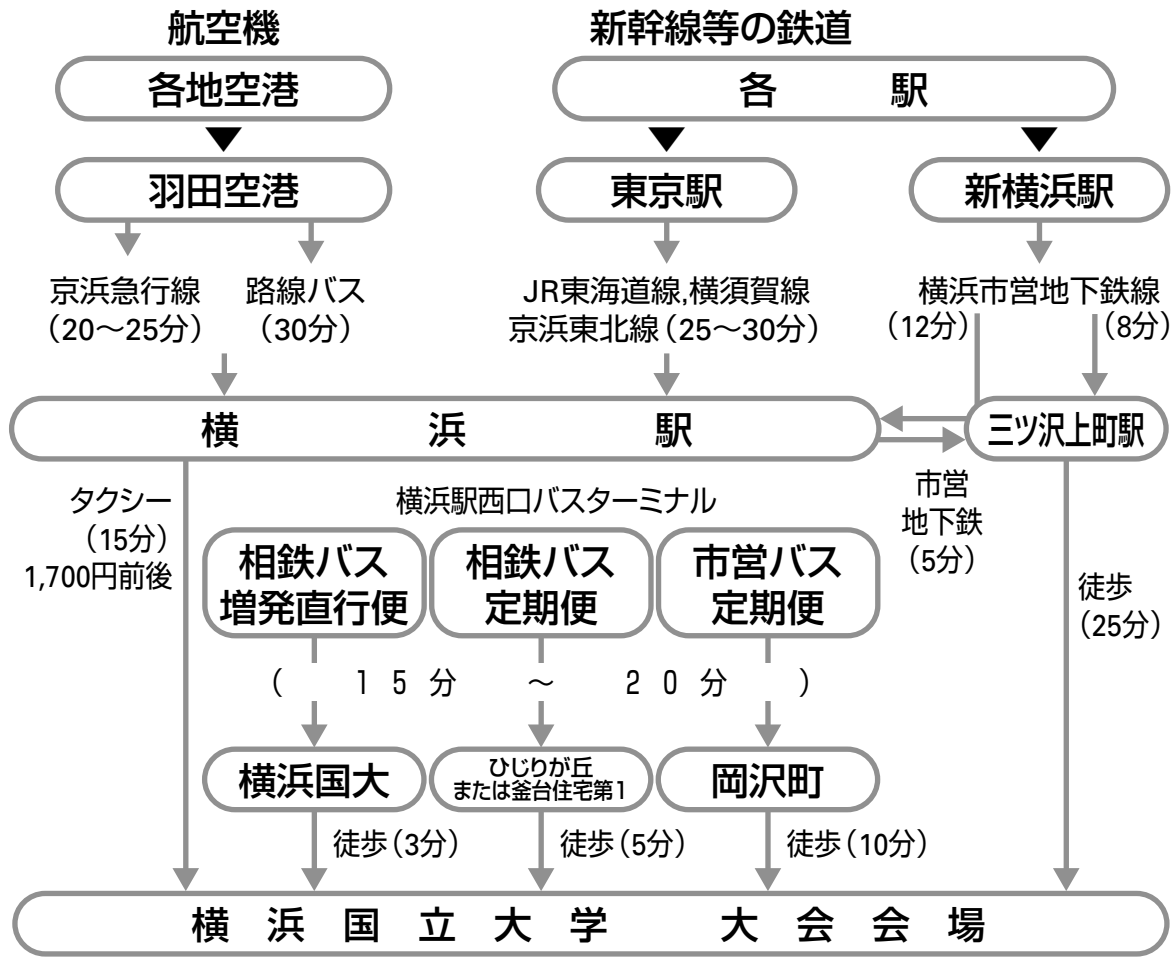 航空機
新幹線等の鉄道
各地空港
各駅
羽田空港
東京駅
新横浜駅
京浜急行線
(20～25分)
路線バス
(30分)
JR東海道線,横須賀線
京浜東北線(25～30分)
横浜市営地下鉄線
(12分)
(8分)
横浜駅
三ツ沢上町駅
タクシー
(15分)
1,700円前後
横浜駅西口バスターミナル
市営
地下鉄
(5分)
相鉄バス
増発直行便
相鉄バス
定期便
市営バス
定期便
徒歩
(25分)
(15分～20分)
横浜国大
ひじりが丘
または釜台住宅第1
岡沢町
徒歩(3分)
徒歩(5分)
徒歩(10分)
横浜国立大学 大会会場